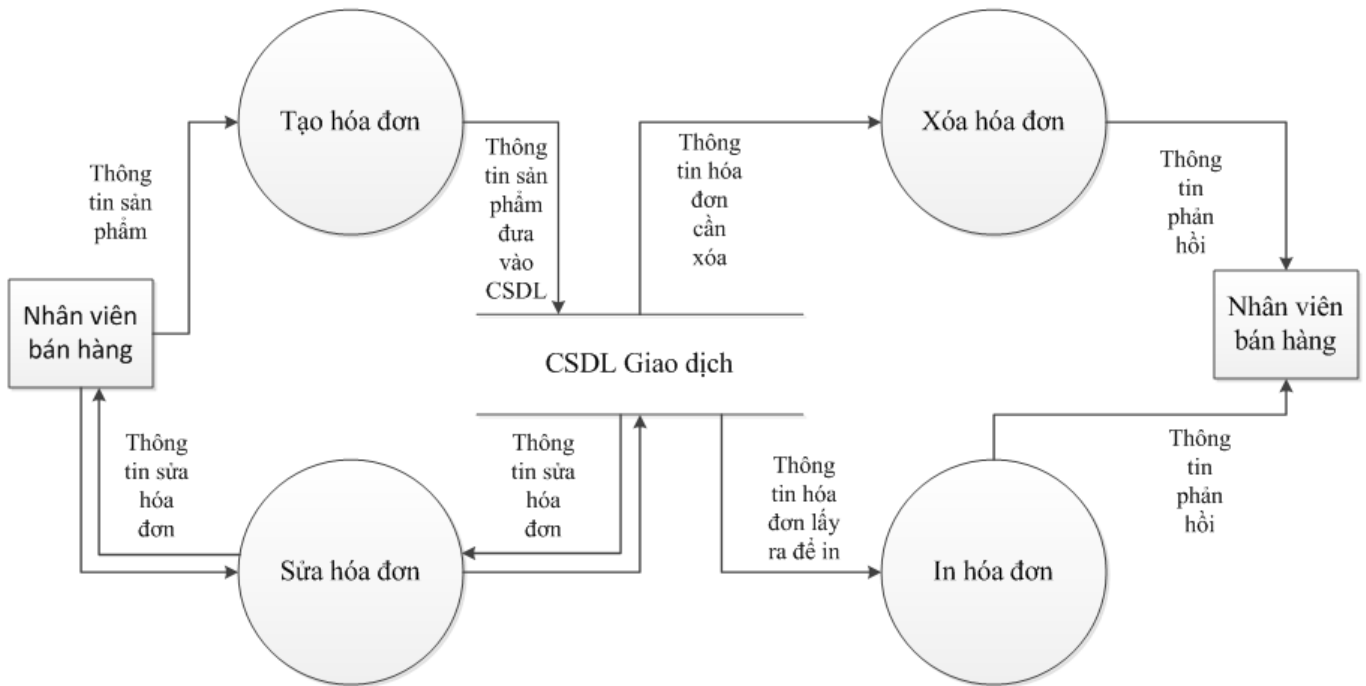 Tạo hóa đơn
Xóa hóa đơn
Thông
tin sản
phẩm
Thông
tin sản
phẩm
đưa
vào
CSDL
Thông
tin hóa
đơn
cần
xóa
Thông
tin
phản
hồi
Nhân viên
bán hàng
CSDL Giao dịch
Nhân viên
bán hàng
Thông
tin sửa
hóa
đơn
Thông
tin sửa
hóa
đơn
Thông
tin hóa
đơn lấy
ra để in
Thông
tin
phản
hồi
Sửa hóa đơn
In hóa đơn